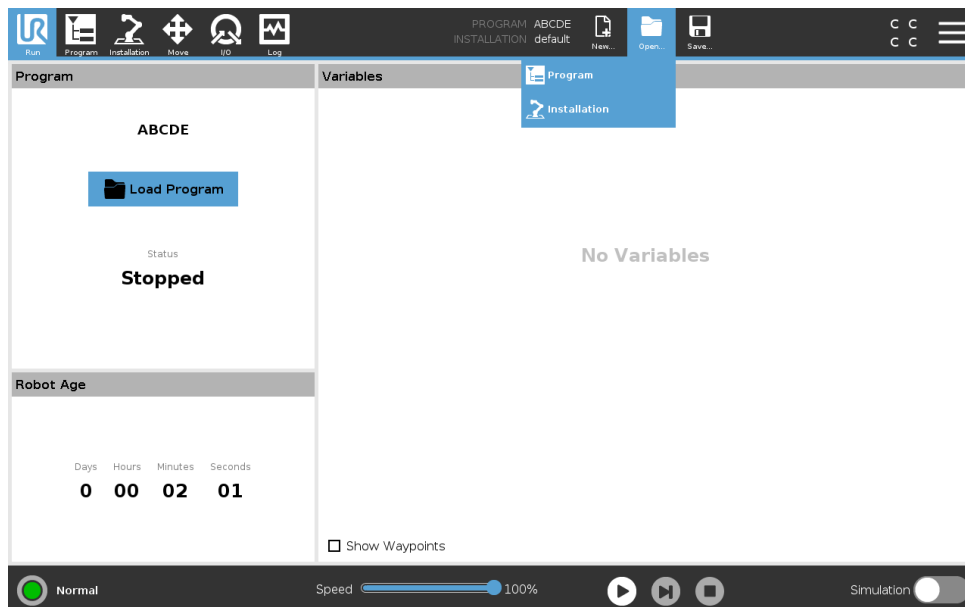 UR
Run
Program
Installation
Move
I/O
Log
PROGRAM ABCDE
INSTALLATION default
New...
Open...
Save...
C C
C C
Program
Installation
Program
ABCDE
Load Program
Status
Stopped
Variables
No Variables
Show Waypoints
Robot Age
Days Hours Minutes Seconds
0 00 02 01
Normal
Speed 100%
Simulation